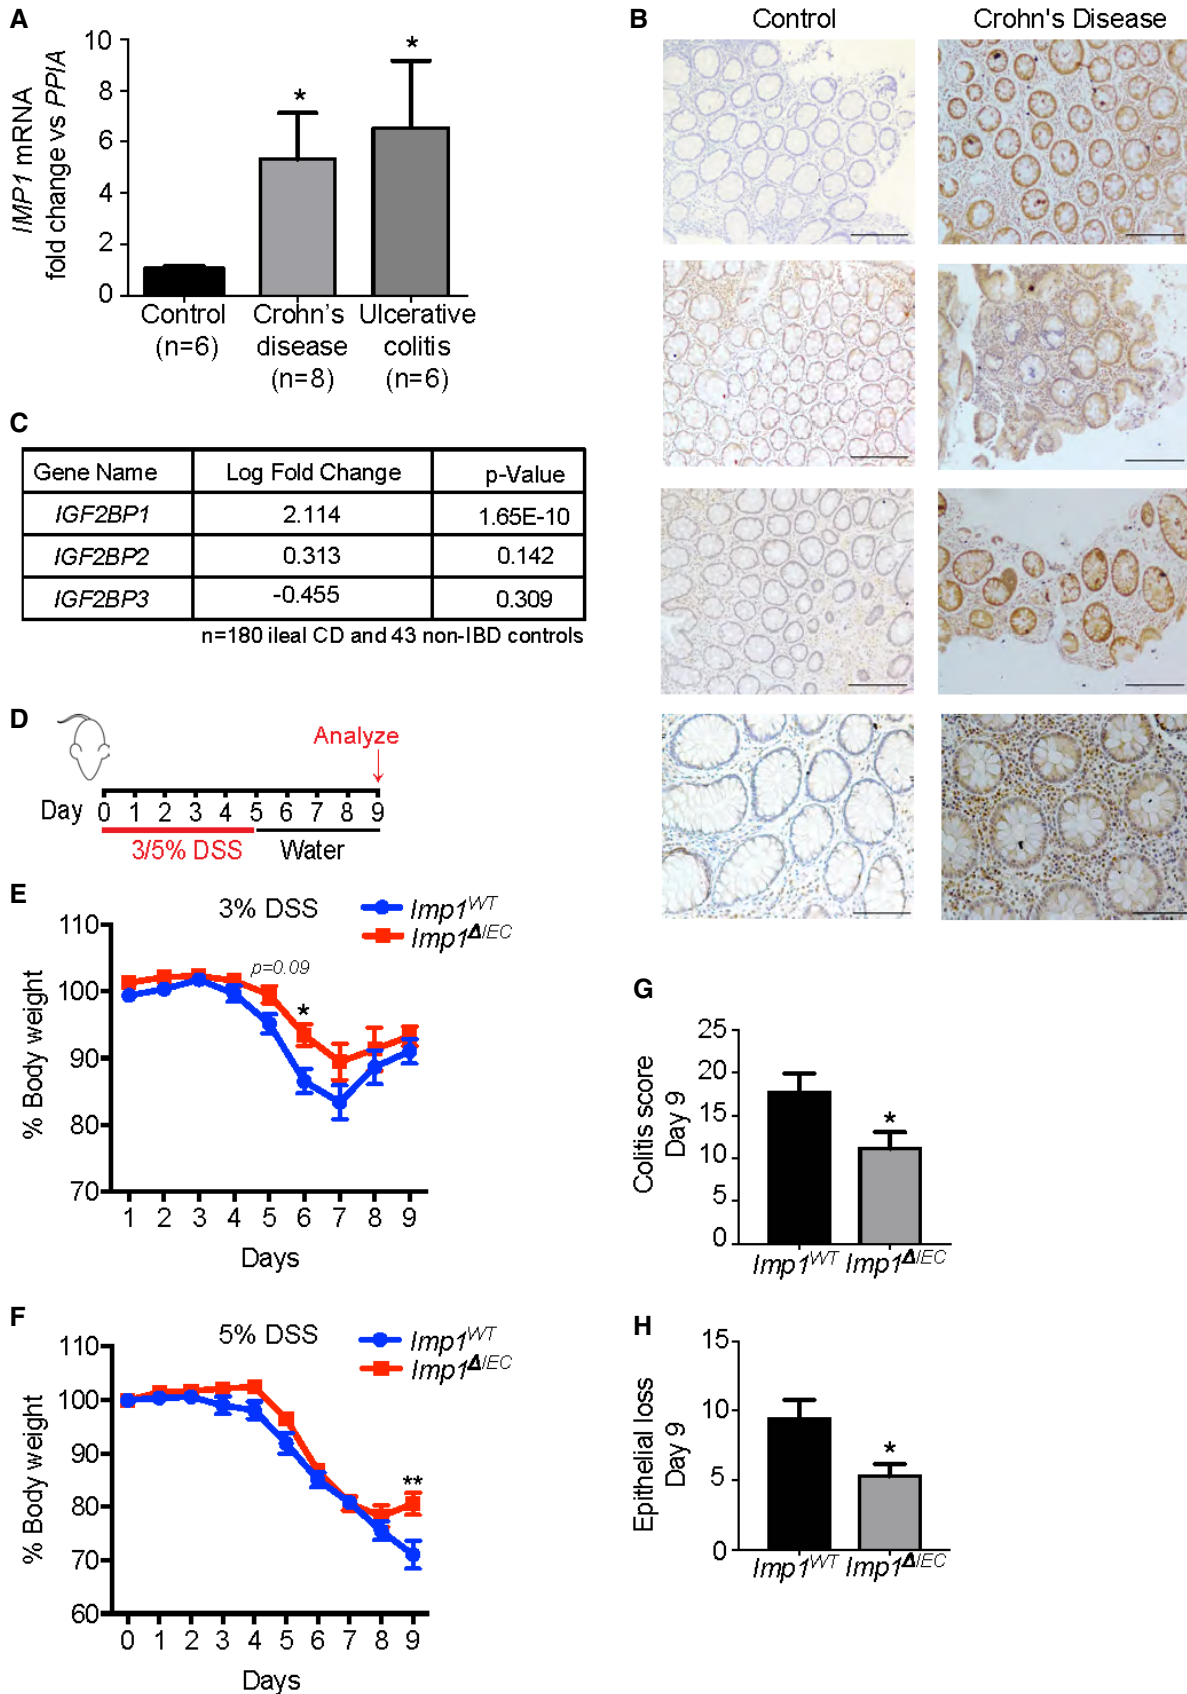 A
IMP1 mRNA
fold change vs PPIA
10
8
6
4
2
0
*
*
Control
(n=6)
Crohn's
disease
(n=8)
Ulcerative
colitis
(n=6)
B
Control
Crohn's Disease
C
Gene Name Log Fold Change p-Value
IGF2BP1 2.114 1.65E-10
IGF2BP2 0.313 0.142
IGF2BP3 -0.455 0.309
n=180 ileal CD and 43 non-IBD controls
D
Analyze
Day 0 1 2 3 4 5 6 7 8 9
3/5% DSS Water
E
3% DSS
Imp1WT
Imp1ΔIEC
p=0.09
*
% Body weight
110
100
90
80
70
1 2 3 4 5 6 7 8 9
Days
F
5% DSS
Imp1WT
Imp1ΔIEC
**
% Body weight
110
100
90
80
70
60
0 1 2 3 4 5 6 7 8 9
Days
G
Colitis score
Day 9
25
20
15
10
5
0
*
Imp1WT Imp1ΔIEC
H
Epithelial loss
Day 9
15
10
5
0
*
Imp1WT Imp1ΔIEC